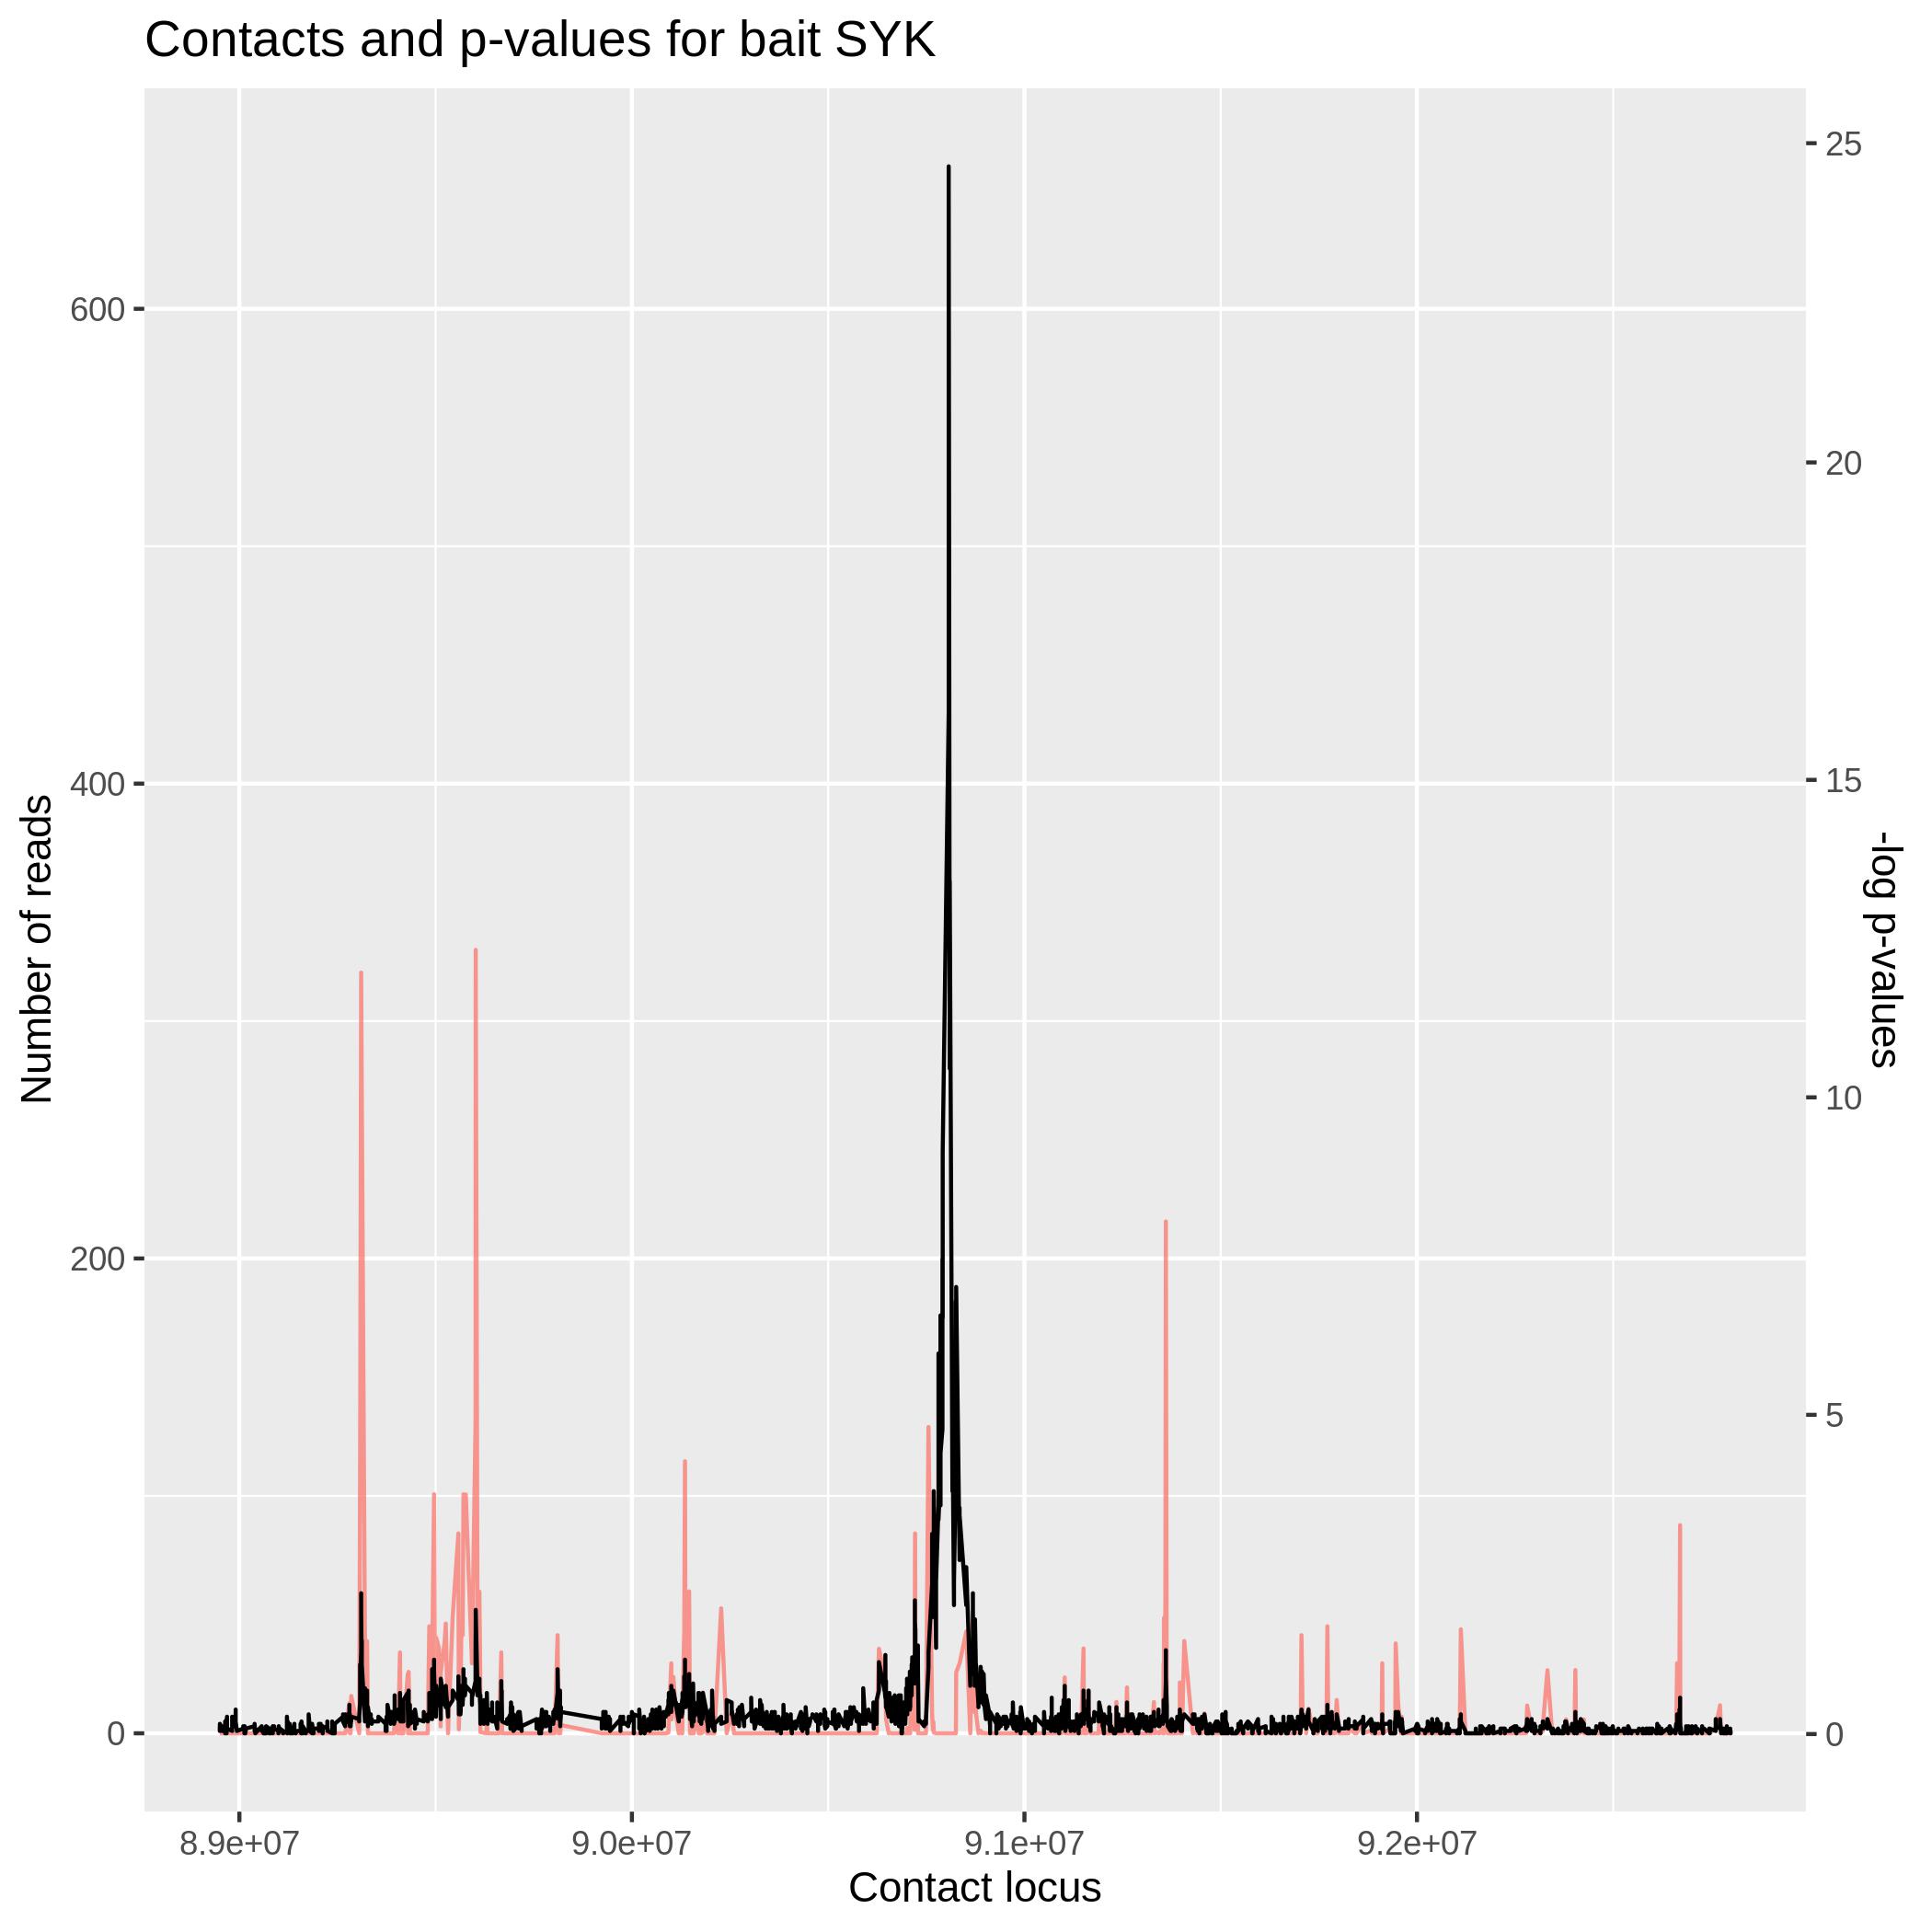 Contacts and p-values for bait SYK
Number of reads
600
400
200
0
25
20
15
10
5
0
-log p-values
8.9e+07 9.0e+07 9.1e+07 9.2e+07
Contact locus